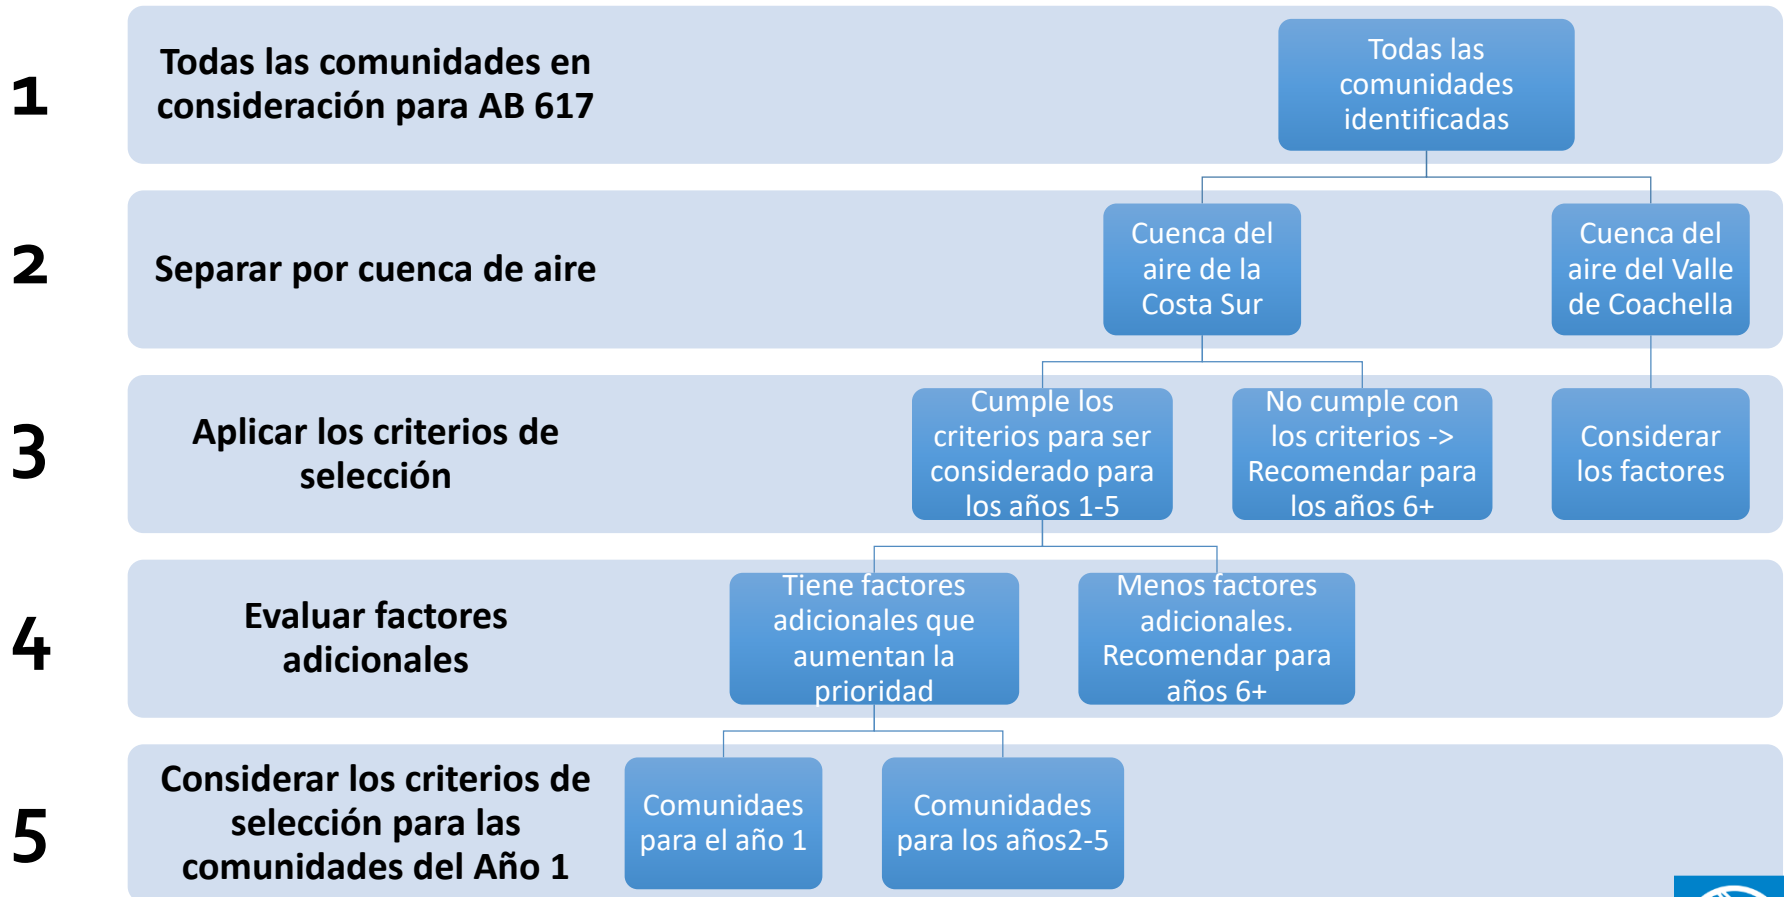 1
Todas las comunidades en
consideración para AB 617
Todas las
comunidades
identificadas
2
Separar por cuenca de aire
Cuenca del
aire de la
Costa Sur
Cuenca del
aire del Valle
de Coachella
3
Aplicar los criterios de
selección
Cumple los
criterios para ser
considerado para
los años 1-5
No cumple con
los criterios ->
Recomendar para
los años 6+
Considerar
los factores
4
Evaluar factores
adicionales
Tiene factores
adicionales que
aumentan la
prioridad
Menos factores
adicionales.
Recomendar para
años 6+
5
Considerar los criterios de
selección para las
comunidades del Año 1
Comunidaes
para el año 1
Comunidades
para los años2-5